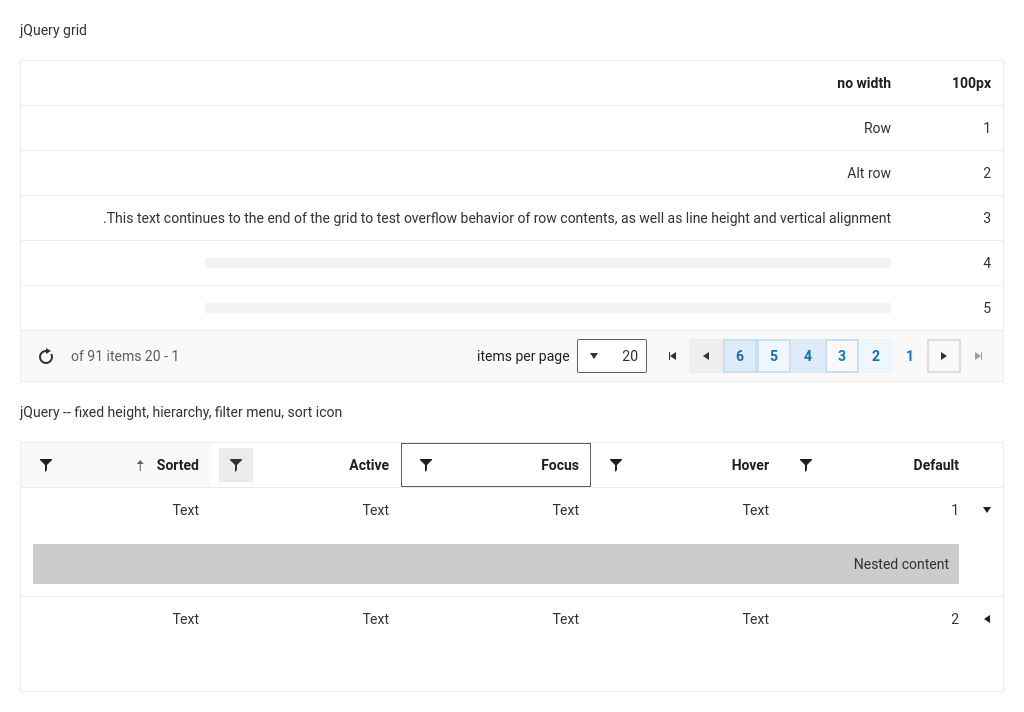 jQuery grid
no width 100px
Row 1
Alt row 2
.This text continues to the end of the grid to test overflow behavior of row contents, as well as line height and vertical alignment 3
4
5
of 91 items 20 - 1 items per page 20 6 5 4 3 2 1
jQuery -- fixed height, hierarchy, filter menu, sort icon
Sorted Active Focus Hover Default
Text Text Text Text 1
Nested content
Text Text Text Text 2